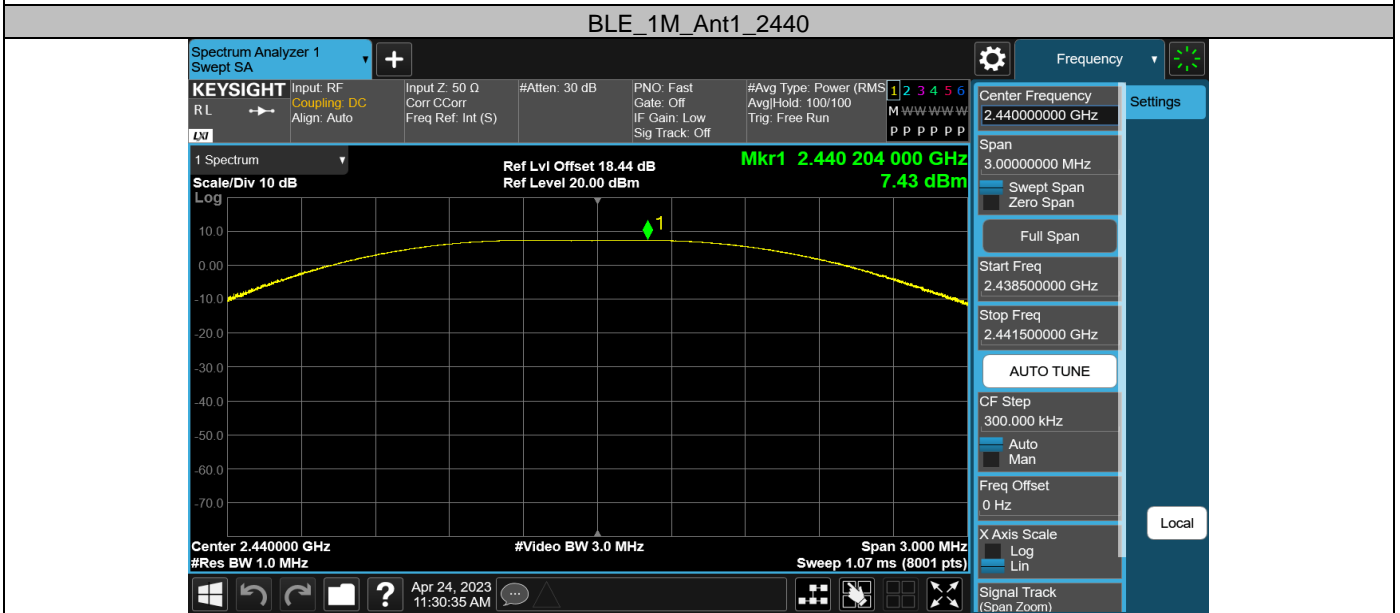 BLE_1M_Ant1_2440
Spectrum Analyzer 1
Swept SA
+
Frequency
KEYSIGHT
RL
LXI
Input: RF
Coupling: DC
Align: Auto
Input Z: 50 Ω
Corr CCorr
Freq Ref: Int (S)
#Atten: 30 dB
PNO: Fast
Gate: Off
IF Gain: Low
Sig Track: Off
#Avg Type: Power (RMS
Avg|Hold: 100/100
Trig: Free Run
1 2 3 4 5 6
M W W W W W
P P P P P P
1 Spectrum
Scale/Div 10 dB
Ref Lvl Offset 18.44 dB
Ref Level 20.00 dBm
Mkr1 2.440 204 000 GHz
7.43 dBm
Log
1
10.0
0.00
-10.0
-20.0
-30.0
-40.0
-50.0
-60.0
-70.0
Center 2.440000 GHz
#Res BW 1.0 MHz
#Video BW 3.0 MHz
Span 3.000 MHz
Sweep 1.07 ms (8001 pts)
Center Frequency
2.440000000 GHz
Settings
Span
3.00000000 MHz
Swept Span
Zero Span
Full Span
Start Freq
2.438500000 GHz
Stop Freq
2.441500000 GHz
AUTO TUNE
CF Step
300.000 kHz
Auto
Man
Freq Offset
0 Hz
X Axis Scale
Log
Lin
Local
Signal Track
(Span Zoom)
?
Apr 24, 2023
11:30:35 AM